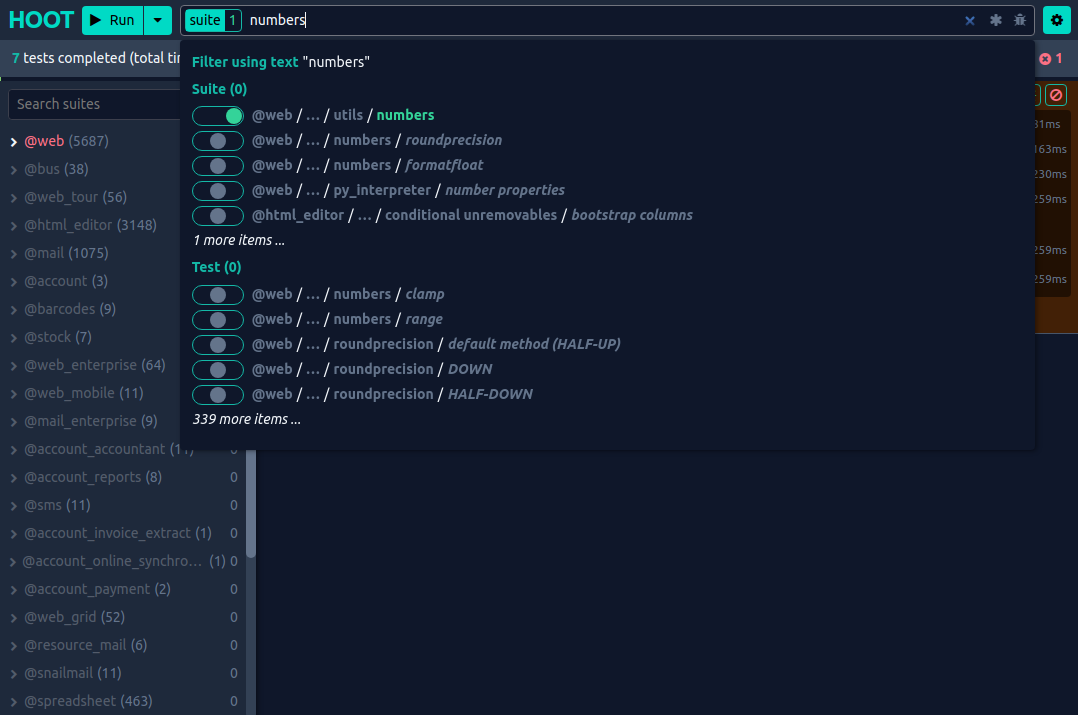 HOOT Run suite 1 numbers
7 tests completed (total ti 1
Filter using text "numbers"
Suite (0)
@web / ... / utils / numbers
@web / ... / numbers / roundprecision
@web / ... / numbers / formatfloat
@web / ... / py_interpreter / number properties
@html_editor / ... / conditional unremovables / bootstrap columns
1 more items ...
Test (0)
@web / ... / numbers / clamp
@web / ... / numbers / range
@web / ... / roundprecision / default method (HALF-UP)
@web / ... / roundprecision / DOWN
@web / ... / roundprecision / HALF-DOWN
339 more items ...
Search suites
@web (5687)
@bus (38)
@web_tour (56)
@html_editor (3148)
@mail (1075)
@account (3)
@barcodes (9)
@stock (7)
@web_enterprise (64)
@web_mobile (11)
@mail_enterprise (9)
@account_accountant (11) 0
@account_reports (8) 0
@sms (11) 0
@account_invoice_extract (1) 0
@account_online_synchro... (1) 0
@account_payment (2) 0
@web_grid (52) 0
@resource_mail (6) 0
@snailmail (11) 0
@spreadsheet (463) 0
31ms
163ms
230ms
259ms
259ms
259ms